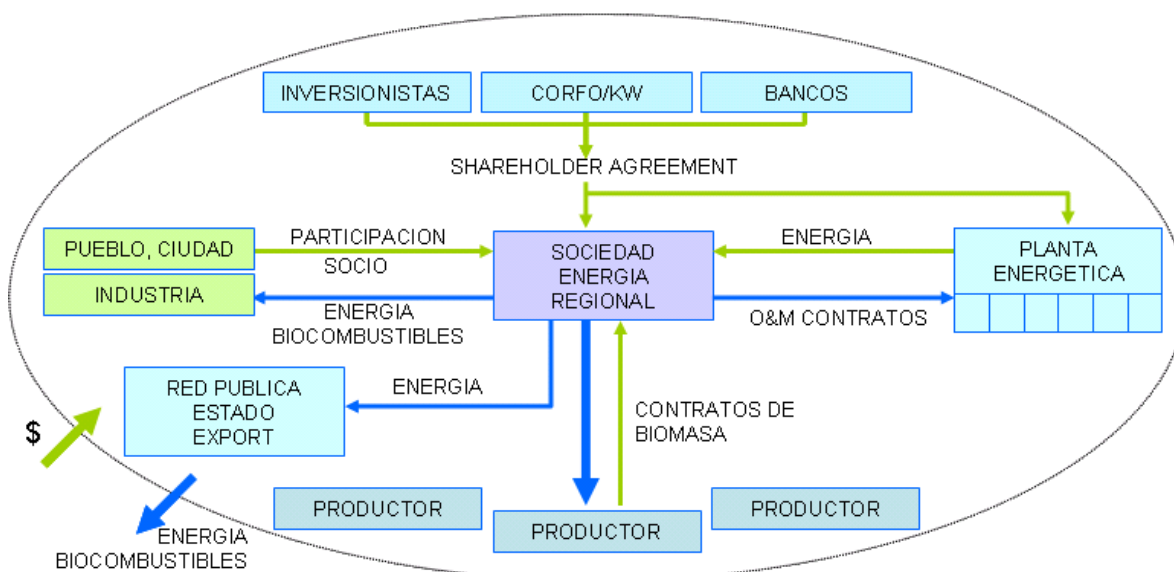 INVERSIONISTAS
CORFO/KW
BANCOS
SHAREHOLDER AGREEMENT
PUEBLO, CIUDAD
INDUSTRIA
PARTICIPACION
SOCIO
ENERGIA
BIOCOMBUSTIBLES
SOCIEDAD
ENERGIA
REGIONAL
ENERGIA
O&M CONTRATOS
PLANTA
ENERGETICA
RED PUBLICA
ESTADO
EXPORT
ENERGIA
CONTRATOS DE
BIOMASA
$
PRODUCTOR
PRODUCTOR
PRODUCTOR
ENERGIA
BIOCOMBUSTIBLES